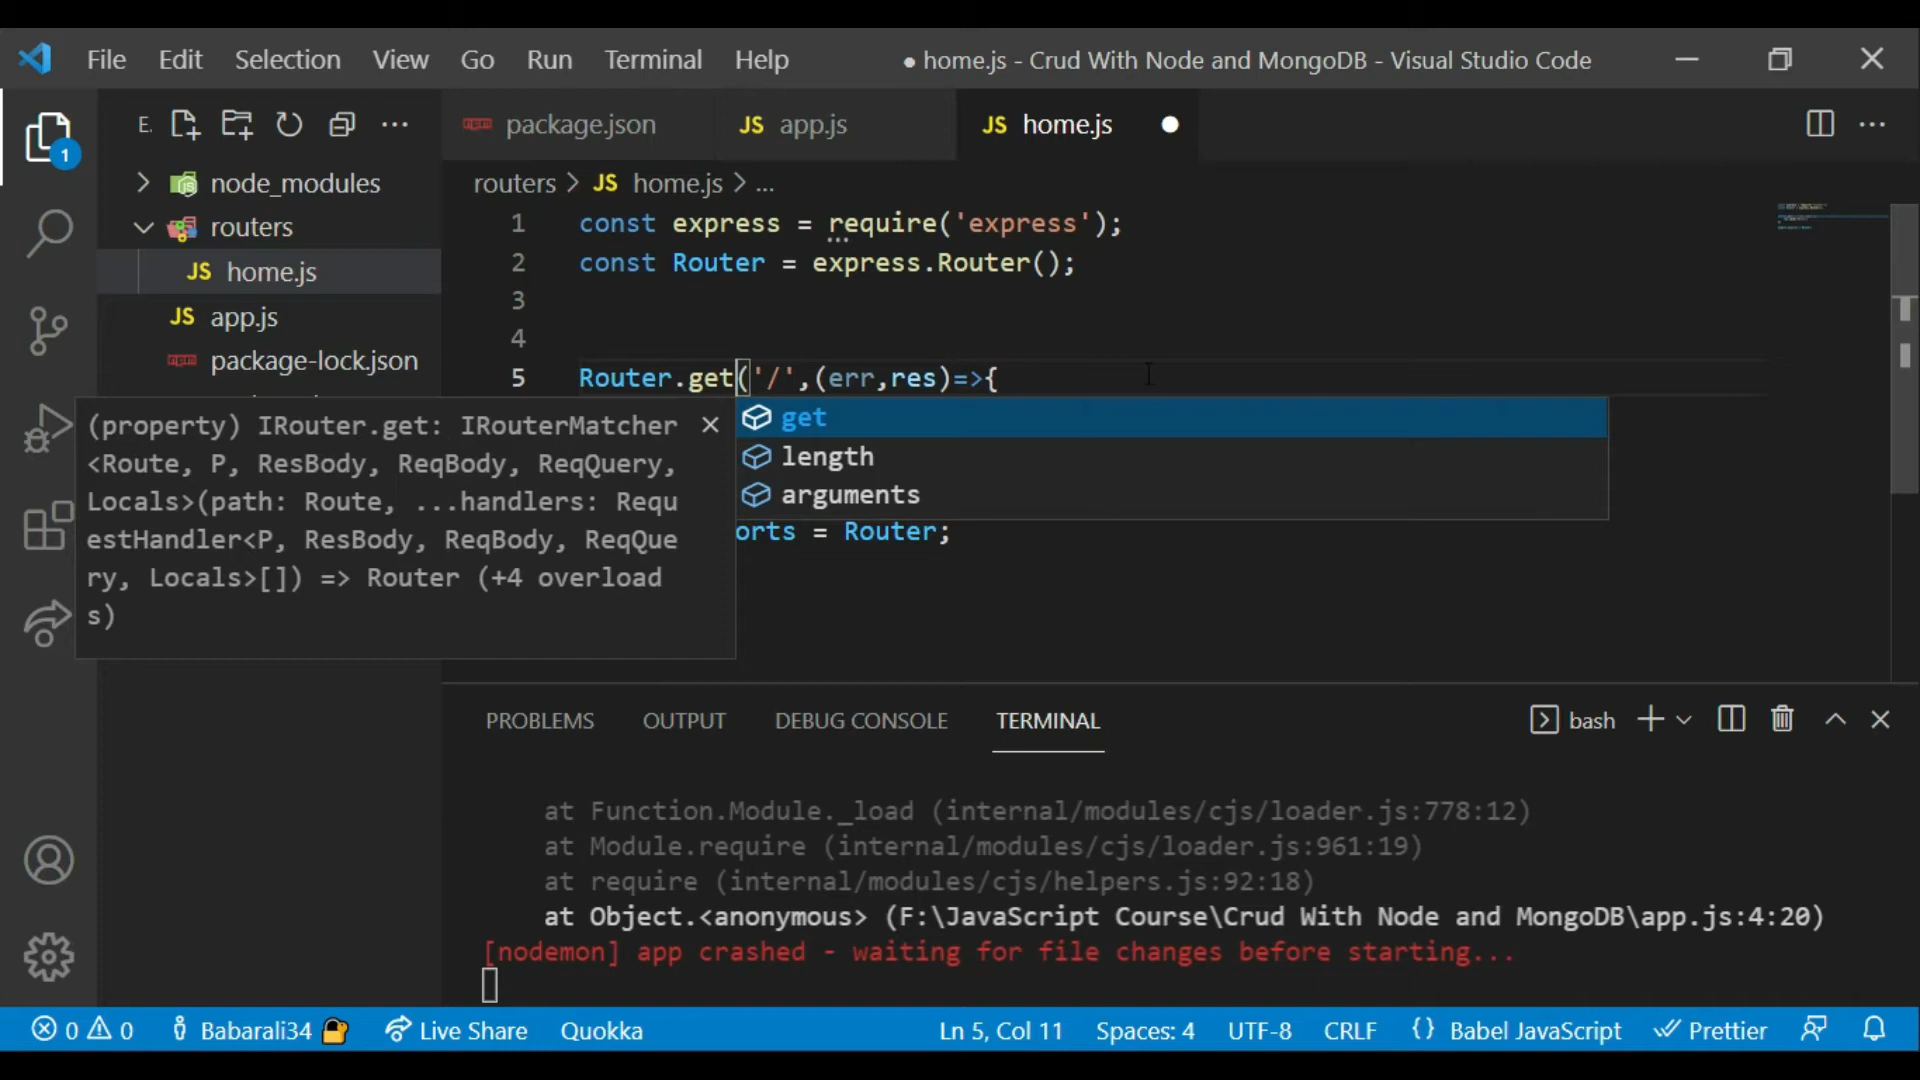 File Edit Selection View Go Run Terminal Help ● home.js - Crud With Node and MongoDB - Visual Studio Code
E.
package.json
JS app.js
JS home.js
node_modules
routers
JS home.js
JS app.js
package-lock.json
1
routers > JS home.js > ...
1 const express = require('express');
2 const Router = express.Router();
3
4
5 Router.get('/',(err,res)=>{
get
length
arguments
orts = Router;
(property) IRouter.get: IRouterMatcher
<Route, P, ResBody, ReqBody, ReqQuery,
Locals>(path: Route, ...handlers: Requ
estHandler<P, ResBody, ReqBody, ReqQue
ry, Locals>[]) => Router (+4 overload
s)
PROBLEMS OUTPUT DEBUG CONSOLE TERMINAL
bash
at Function.Module._load (internal/modules/cjs/loader.js:778:12)
at Module.require (internal/modules/cjs/loader.js:961:19)
at require (internal/modules/cjs/helpers.js:92:18)
at Object.<anonymous> (F:\JavaScript Course\Crud With Node and MongoDB\app.js:4:20)
[nodemon] app crashed - waiting for file changes before starting...
0 0 Babarali34 Live Share Quokka Ln 5, Col 11 Spaces: 4 UTF-8 CRLF {} Babel JavaScript Prettier